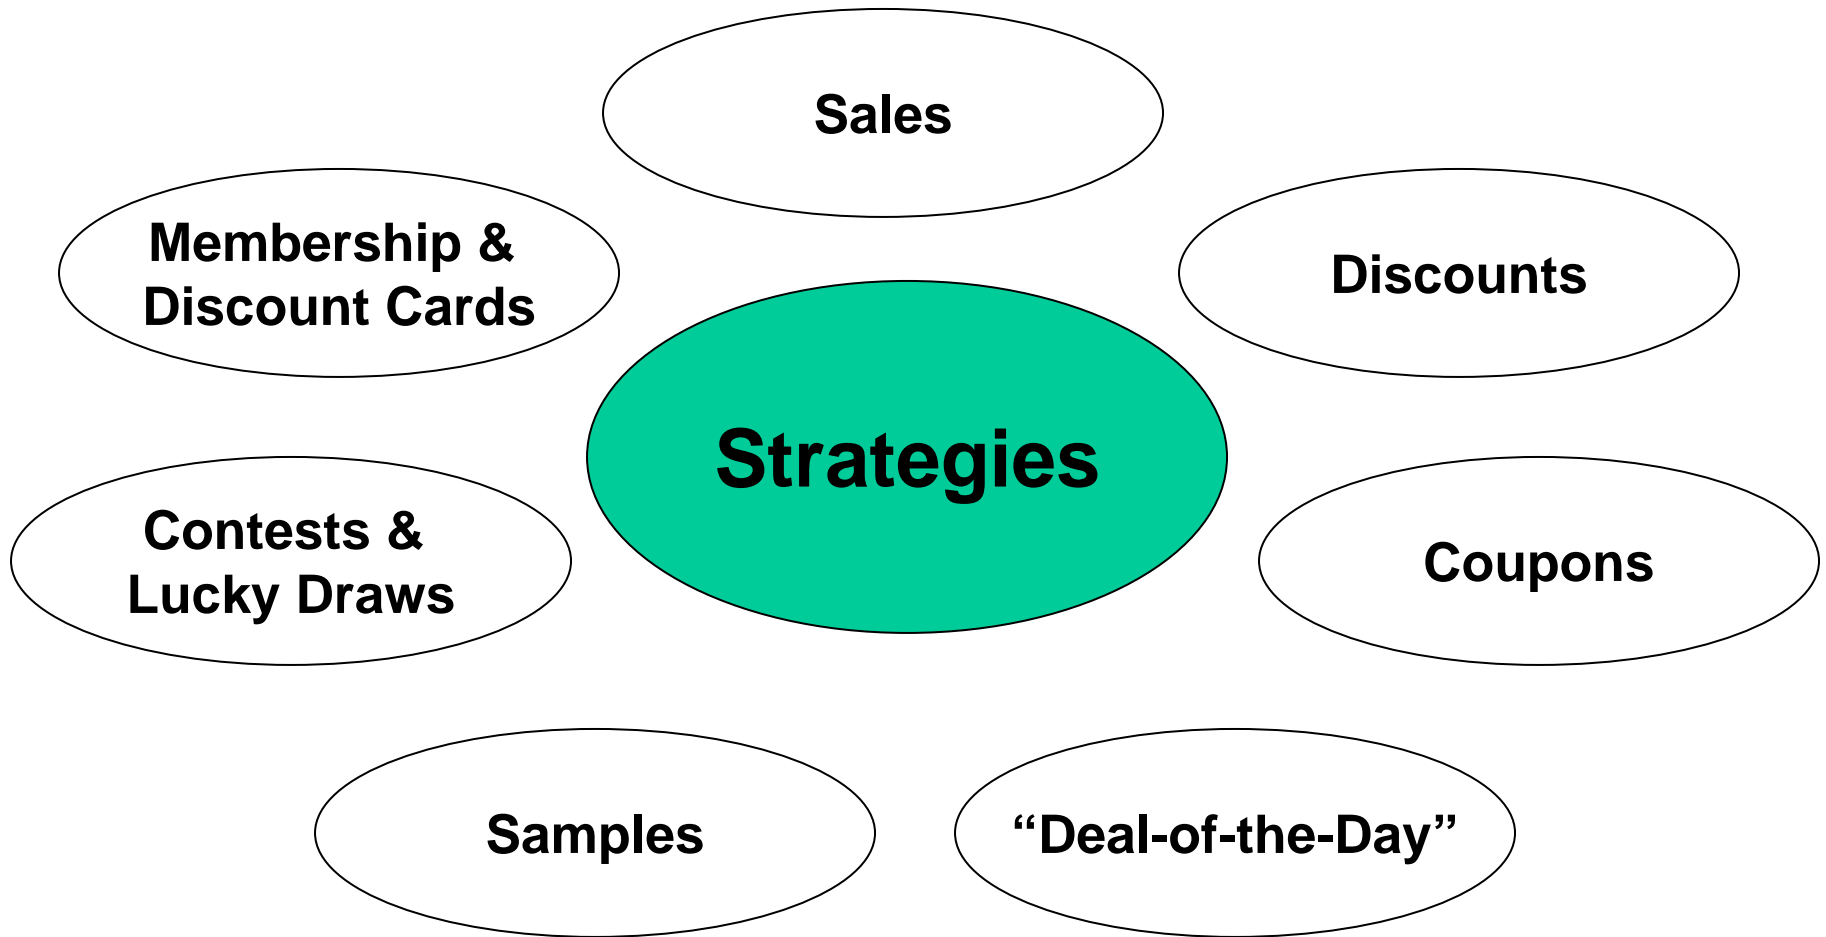 Sales
Membership &
Discount Cards
Discounts
Strategies
Contests &
Lucky Draws
Coupons
Samples
“Deal-of-the-Day”